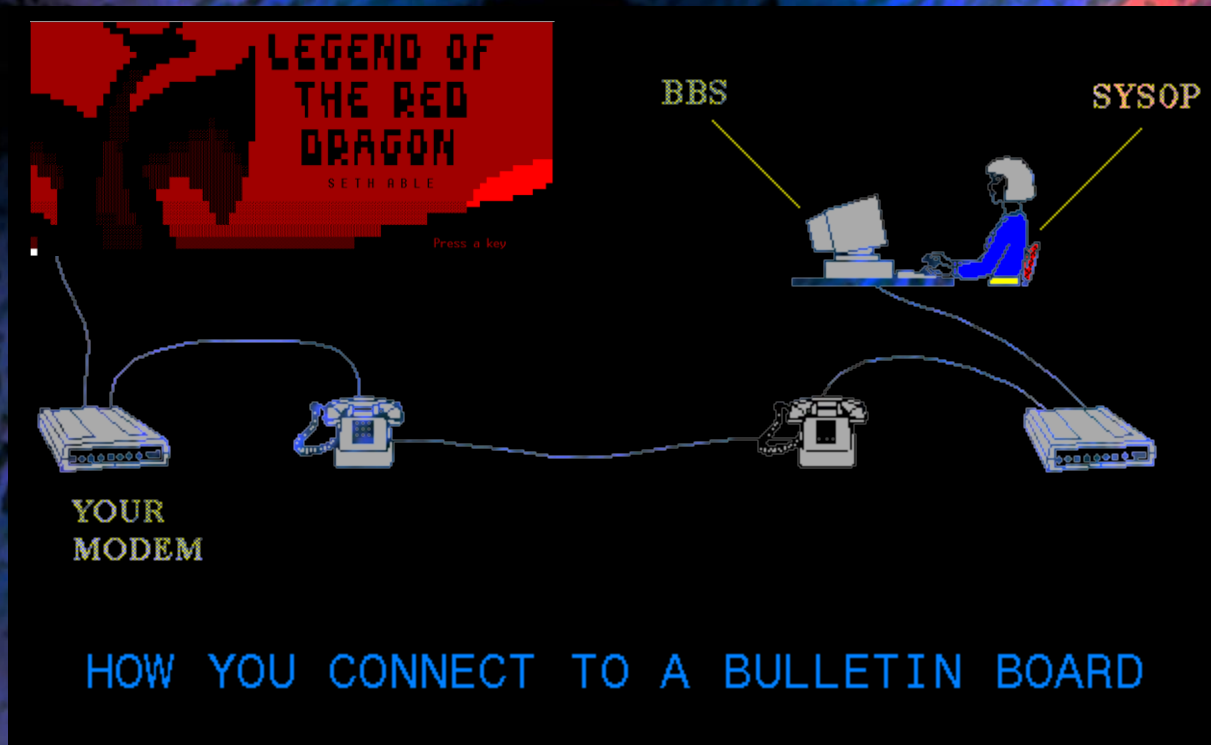 LEGEND OF
THE RED
DRAGON
SETH ABLE
Press a key
BBS
SYSOP
YOUR
MODEM
HOW YOU CONNECT TO A BULLETIN BOARD